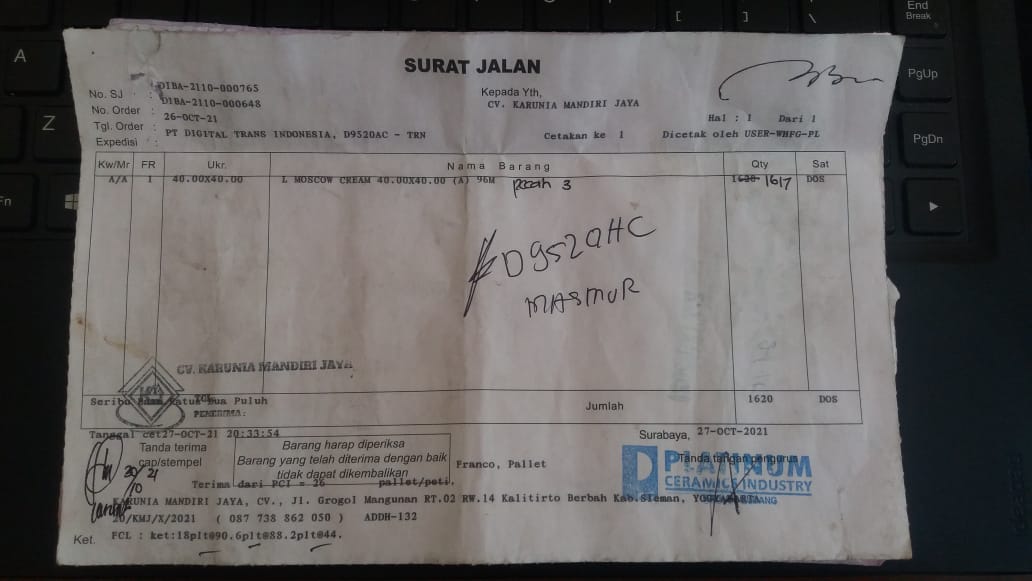 SURAT JALAN
No. SJ : DIBA-2110-000765
No. Order : DIBA-2110-000648
Tgl. Order : 26-OCT-21
Expedisi : PT DIGITAL TRANS INDONESIA, D9520AC - TRN
Kepada Yth,
CV. KARUNIA MANDIRI JAYA
Hal : 1 Dari 1
Cetakan ke 1 Dicetak oleh USER-WHFG-PL
Kw/Mr FR Ukr. Nama Barang Qty Sat
A/A 1 40.00X40.00 L MOSCOW CREAM 40.00X40.00 (A) 96M pecah 3 1620 1617 DOS
D9529HC
MASMUR
CV. KARUNIA MANDIRI JAYA
TGL
PENERIMA:
Seribu Enam Ratus Dua Puluh Jumlah 1620 DOS
Tanggal cet27-OCT-21 20:33:54
Surabaya, 27-OCT-2021
Tanda terima
cap/stempel
30/10 21
Barang harap diperiksa
Barang yang telah diterima dengan baik
tidak dapat dikembalikan
Franco, Pallet
Tanda tangan pengurus
PLATINUM
CERAMICS INDUSTRY
Terima dari PCI = 26 pallet/peti.
KARUNIA MANDIRI JAYA, CV., Jl. Grogol Mangunan RT.02 RW.14 Kalitirto Berbah Kab.Sleman, YOGYAKARTA
20/KMJ/X/2021 ( 087 738 862 050 ) ADDH-132
Ket. FCL : ket:18plt@90.6plt@88.2plt@44.
A
Z
Fn
[
]
\
End
Break
PgUp
PgDn